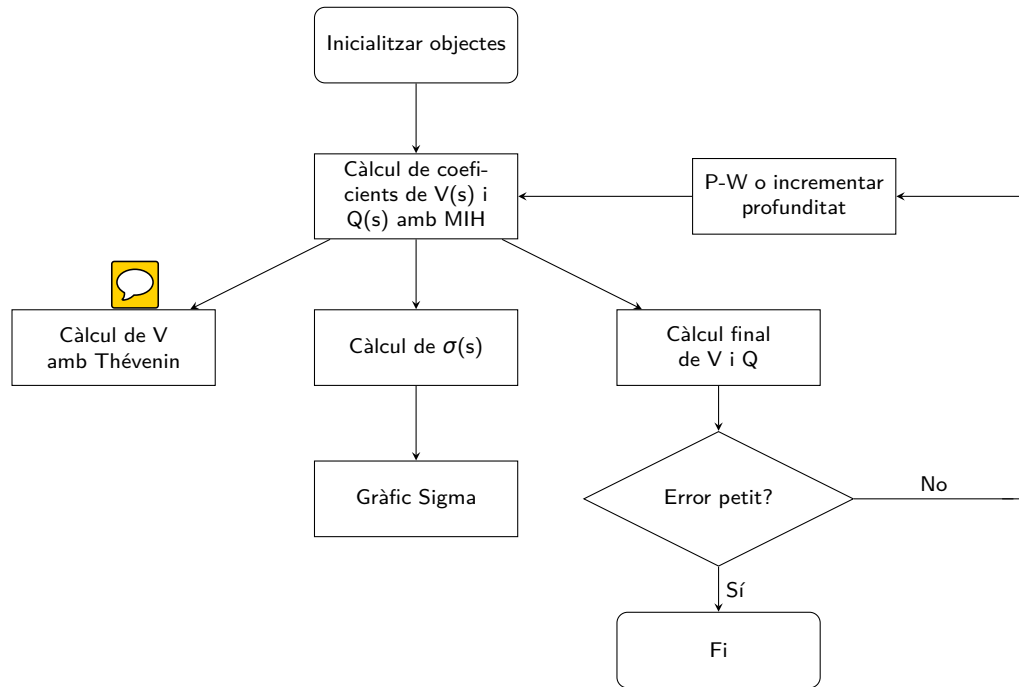 Inicialitzar objectes
Càlcul de coefi-
cients de V(s) i
Q(s) amb MIH
P-W o incrementar
profunditat
Càlcul de V
amb Thévenin
Càlcul de σ(s)
Càlcul final
de V i Q
Gràfic Sigma
Error petit?
No
Sí
Fi